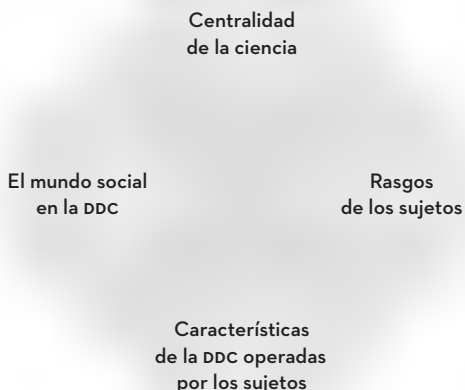 Centralidad
de la ciencia
El mundo social
en la DDC
Rasgos
de los sujetos
Características
de la DDC operadas
por los sujetos